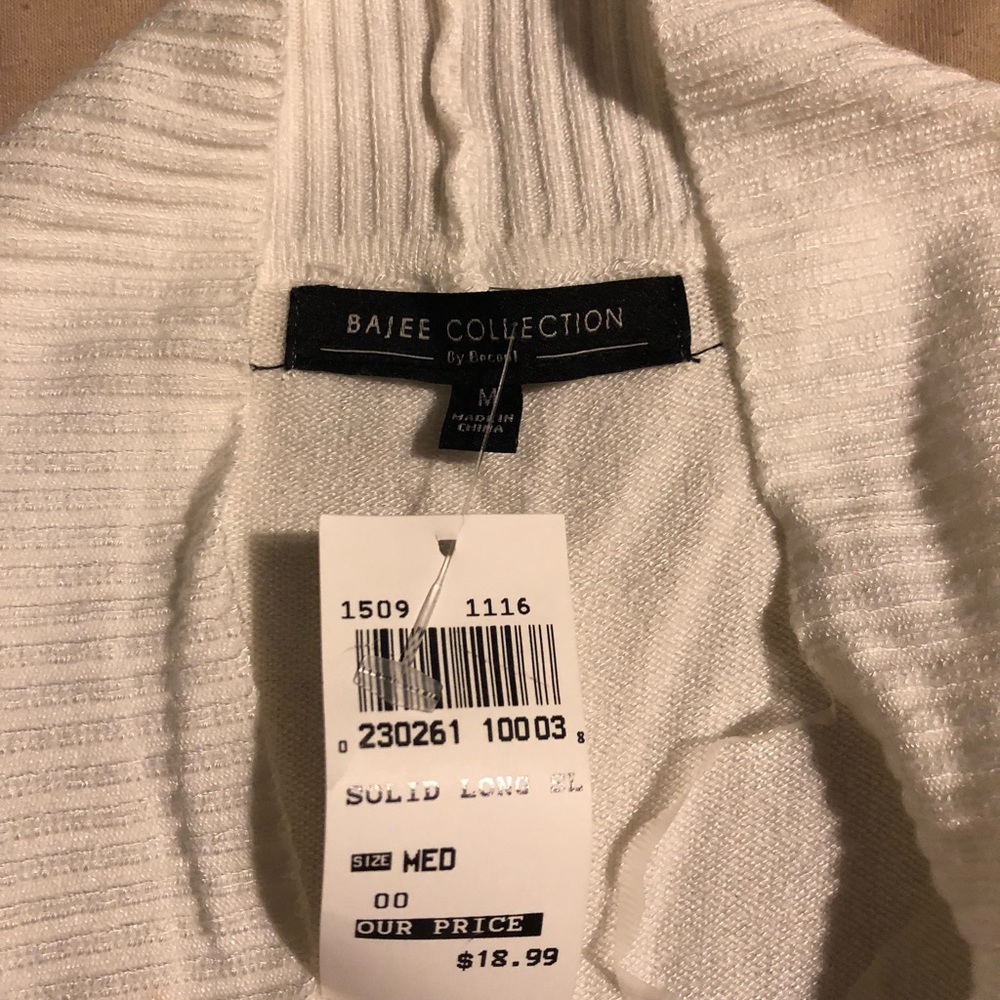 BAJEE COLLECTION
By
M
MADE IN
CHINA
1509 1116
0 230261 10003 8
SOLID LONG SL
SIZE MED
00
OUR PRICE
$18.99